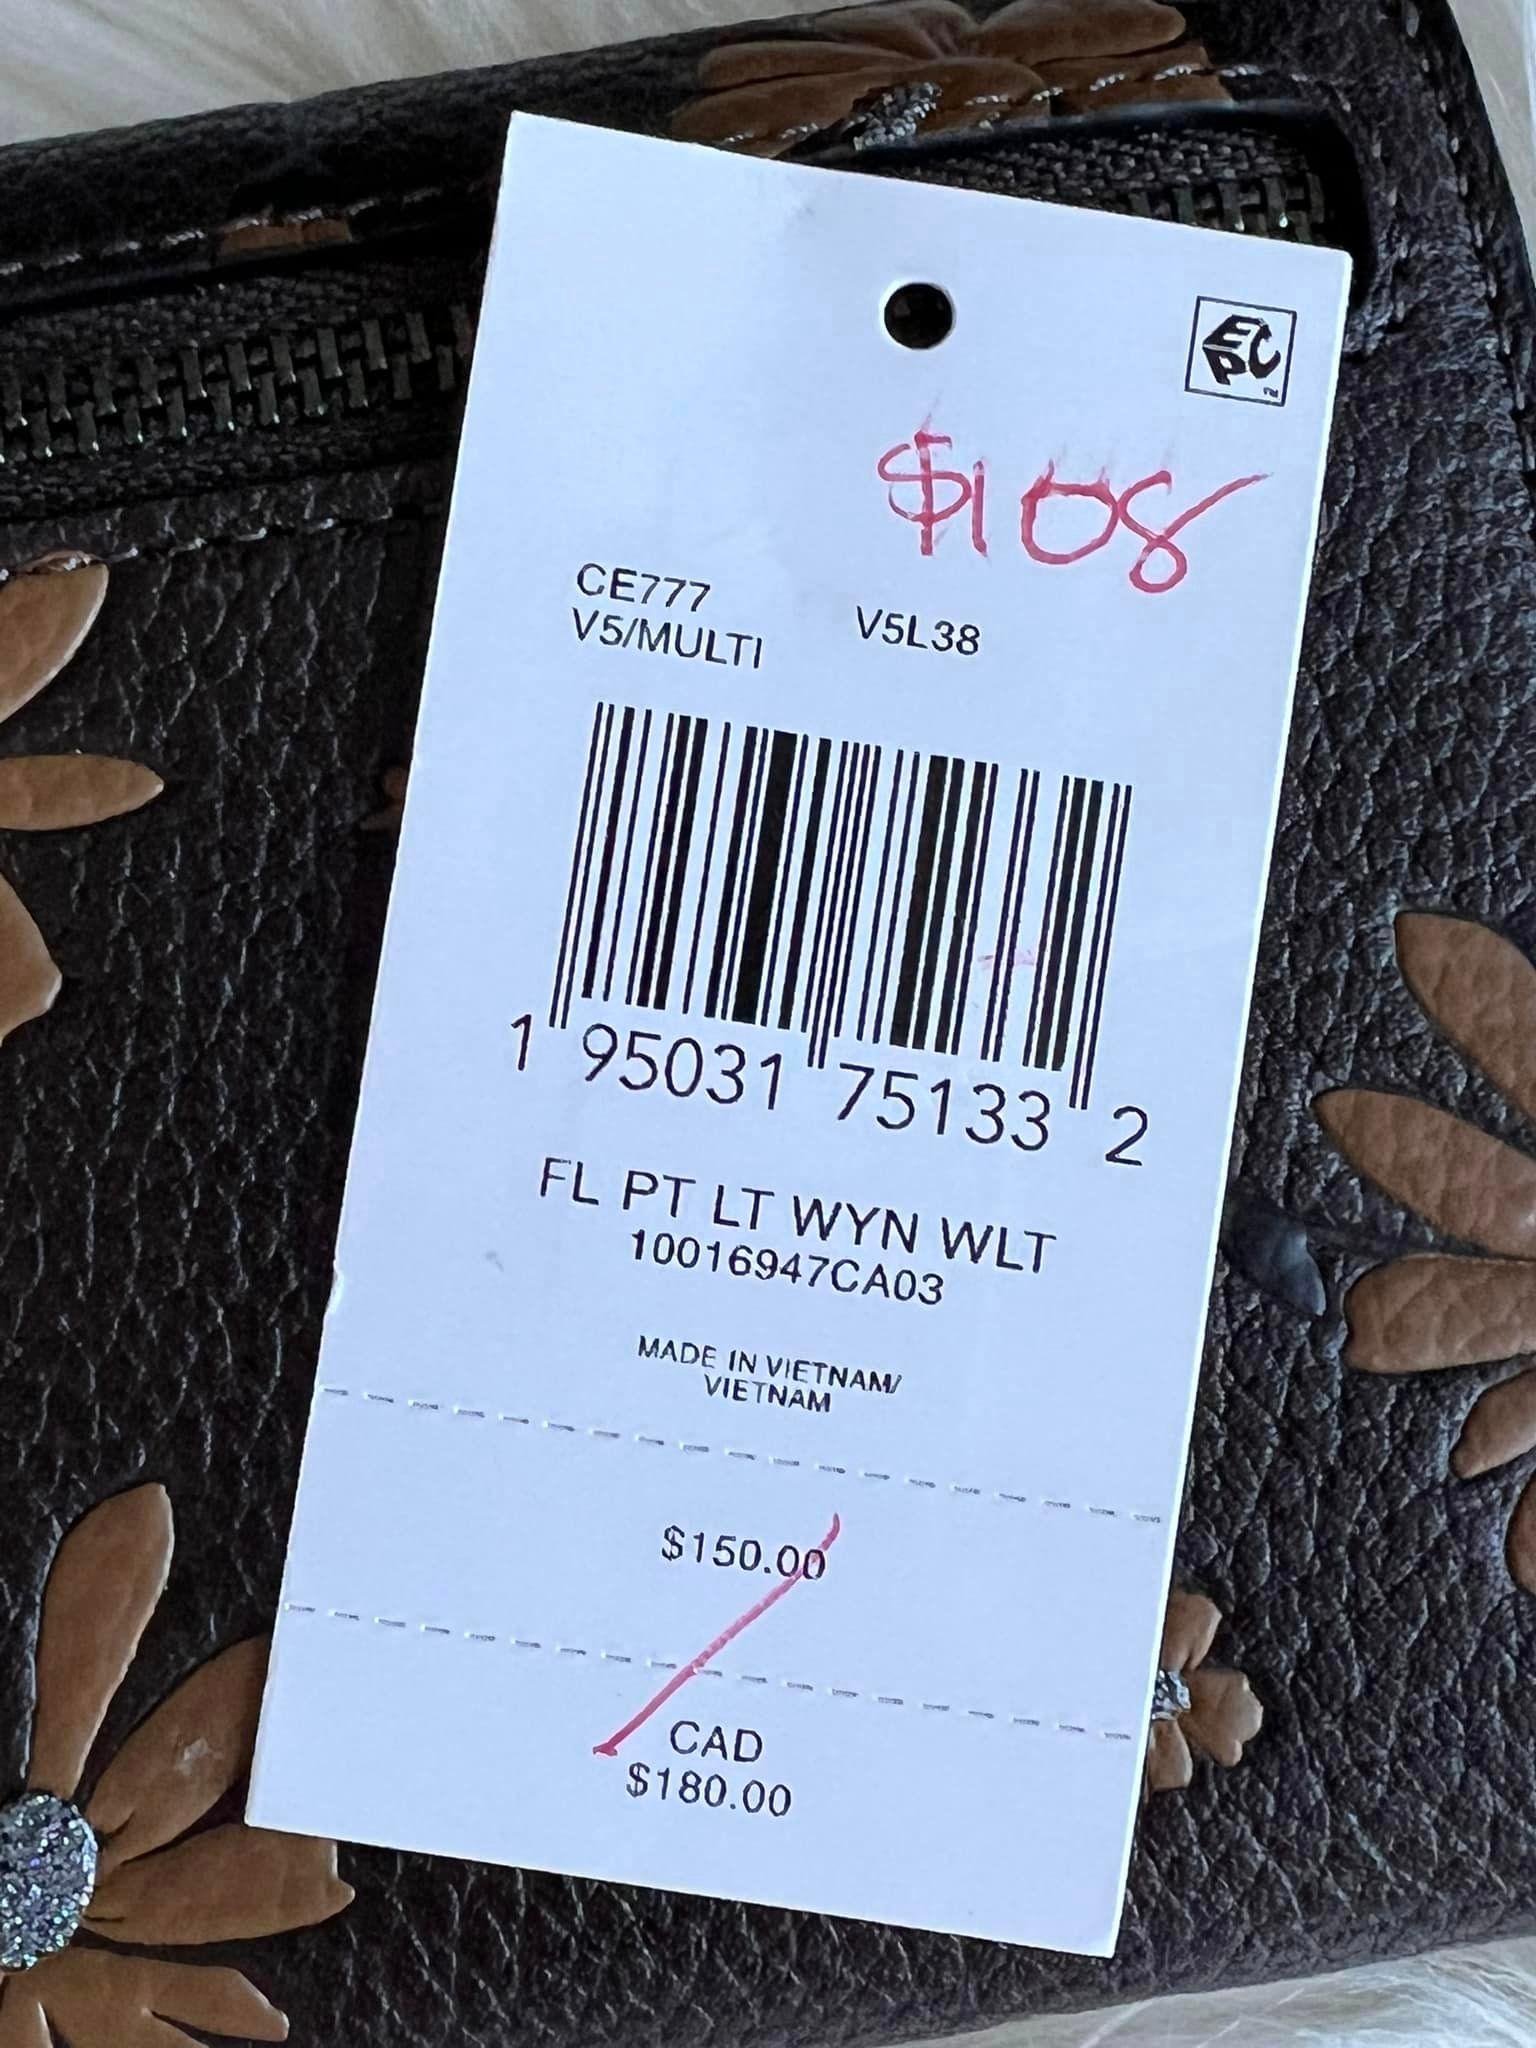 EPC
$108
CE777 V5L38
V5/MULTI
1 95031 75133 2
FL PT LT WYN WLT
10016947CA03
MADE IN VIETNAM/
VIETNAM
$150.00
CAD
$180.00